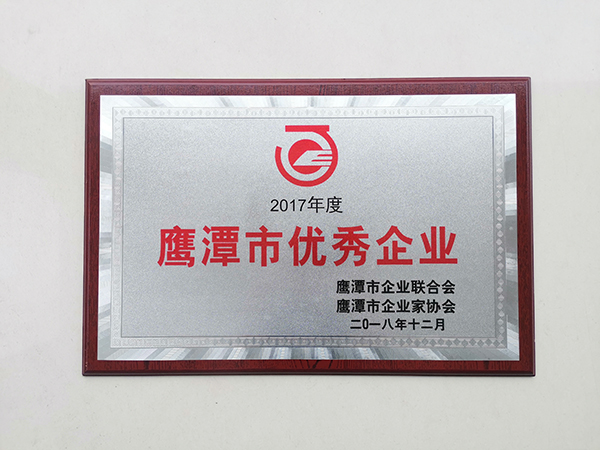 2017年度
鹰潭市优秀企业
鹰潭市企业联合会
鹰潭市企业家协会
二0一八年十二月